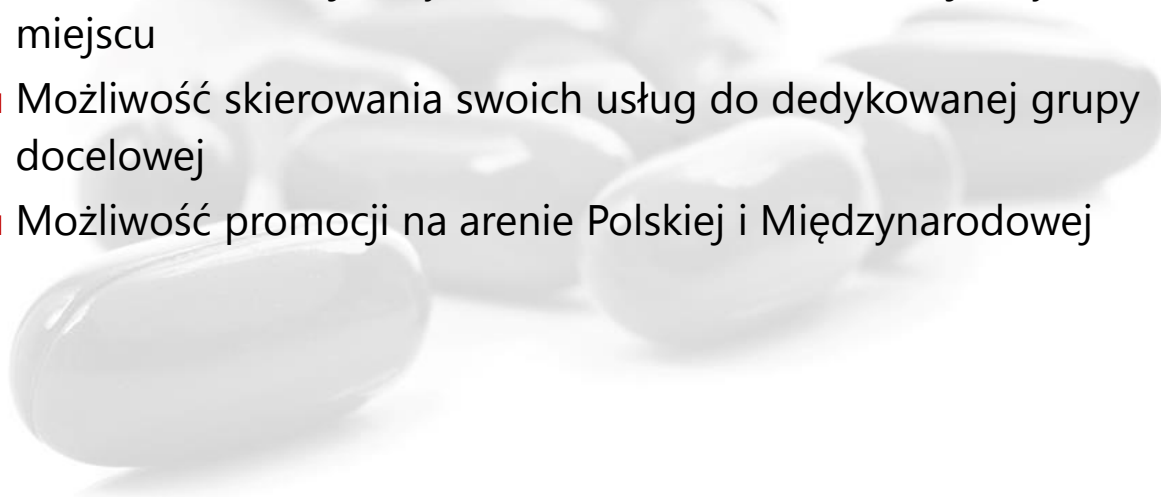 miejscu
Możliwość skierowania swoich usług do dedykowanej grupy
docelowej
Możliwość promocji na arenie Polskiej i Międzynarodowej